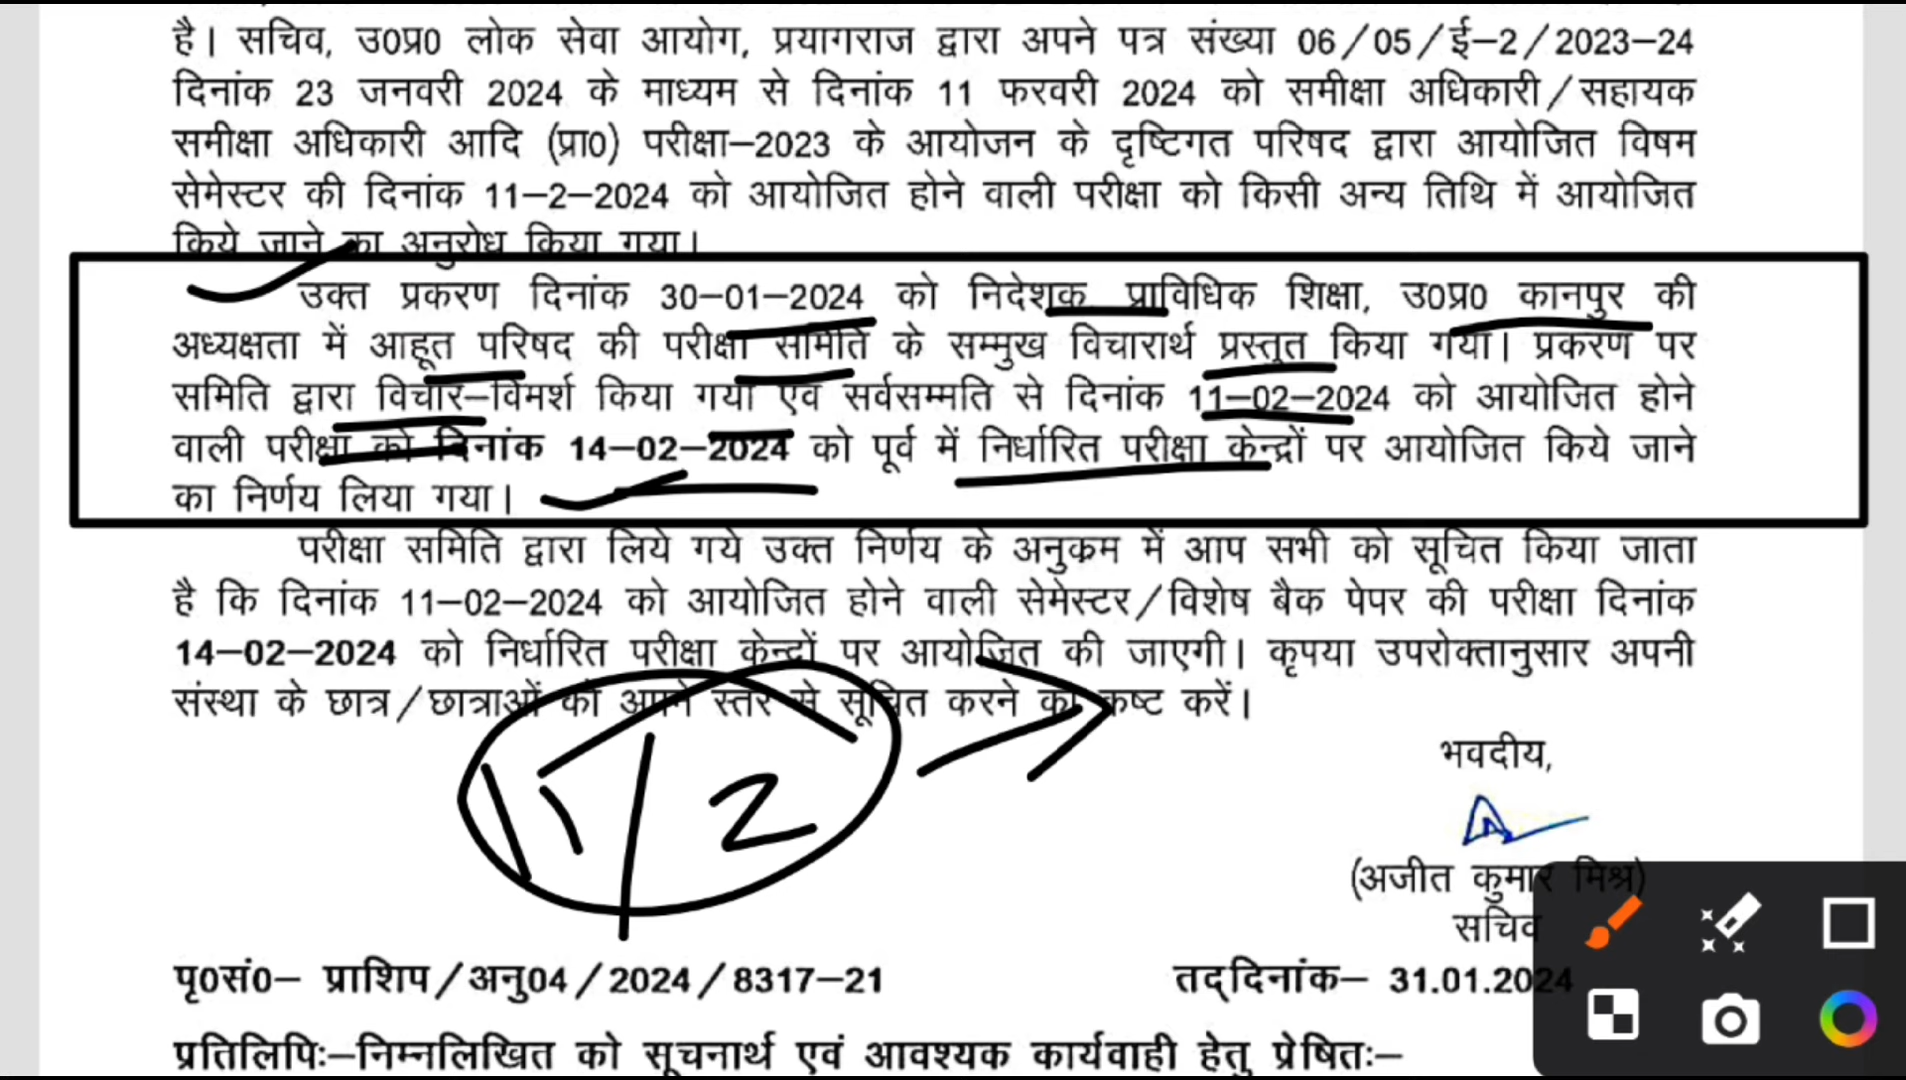 है। सचिव, उ0प्र0 लोक सेवा आयोग, प्रयागराज द्वारा अपने पत्र संख्या 06/05/ई–2/2023–24
दिनांक 23 जनवरी 2024 के माध्यम से दिनांक 11 फरवरी 2024 को समीक्षा अधिकारी/सहायक
समीक्षा अधिकारी आदि (प्रा0) परीक्षा–2023 के आयोजन के दृष्टिगत परिषद द्वारा आयोजित विषम
सेमेस्टर की दिनांक 11–2–2024 को आयोजित होने वाली परीक्षा को किसी अन्य तिथि में आयोजित
किये जाने का अनुरोध किया गया।
उक्त प्रकरण दिनांक 30–01–2024 को निदेशक प्राविधिक शिक्षा, उ0प्र0 कानपुर की
अध्यक्षता में आहूत परिषद की परीक्षा समिति के सम्मुख विचारार्थ प्रस्तुत किया गया। प्रकरण पर
समिति द्वारा विचार–विमर्श किया गया एवं सर्वसम्मति से दिनांक 11–02–2024 को आयोजित होने
वाली परीक्षा को दिनांक 14–02–2024 को पूर्व में निर्धारित परीक्षा केन्द्रों पर आयोजित किये जाने
का निर्णय लिया गया।
परीक्षा समिति द्वारा लिये गये उक्त निर्णय के अनुक्रम में आप सभी को सूचित किया जाता
है कि दिनांक 11–02–2024 को आयोजित होने वाली सेमेस्टर/विशेष बैक पेपर की परीक्षा दिनांक
14–02–2024 को निर्धारित परीक्षा केन्द्रों पर आयोजित की जाएगी। कृपया उपरोक्तानुसार अपनी
संस्था के छात्र/छात्राओं को अपने स्तर से सूचित करने का कष्ट करें।
11/2
भवदीय,
(अजीत कुमार मिश्र)
सचिव
पृ0सं0– प्राशिप/अनु04/2024/8317–21
तद्दिनांक– 31.01.2024
प्रतिलिपिः–निम्नलिखित को सूचनार्थ एवं आवश्यक कार्यवाही हेतु प्रेषितः–